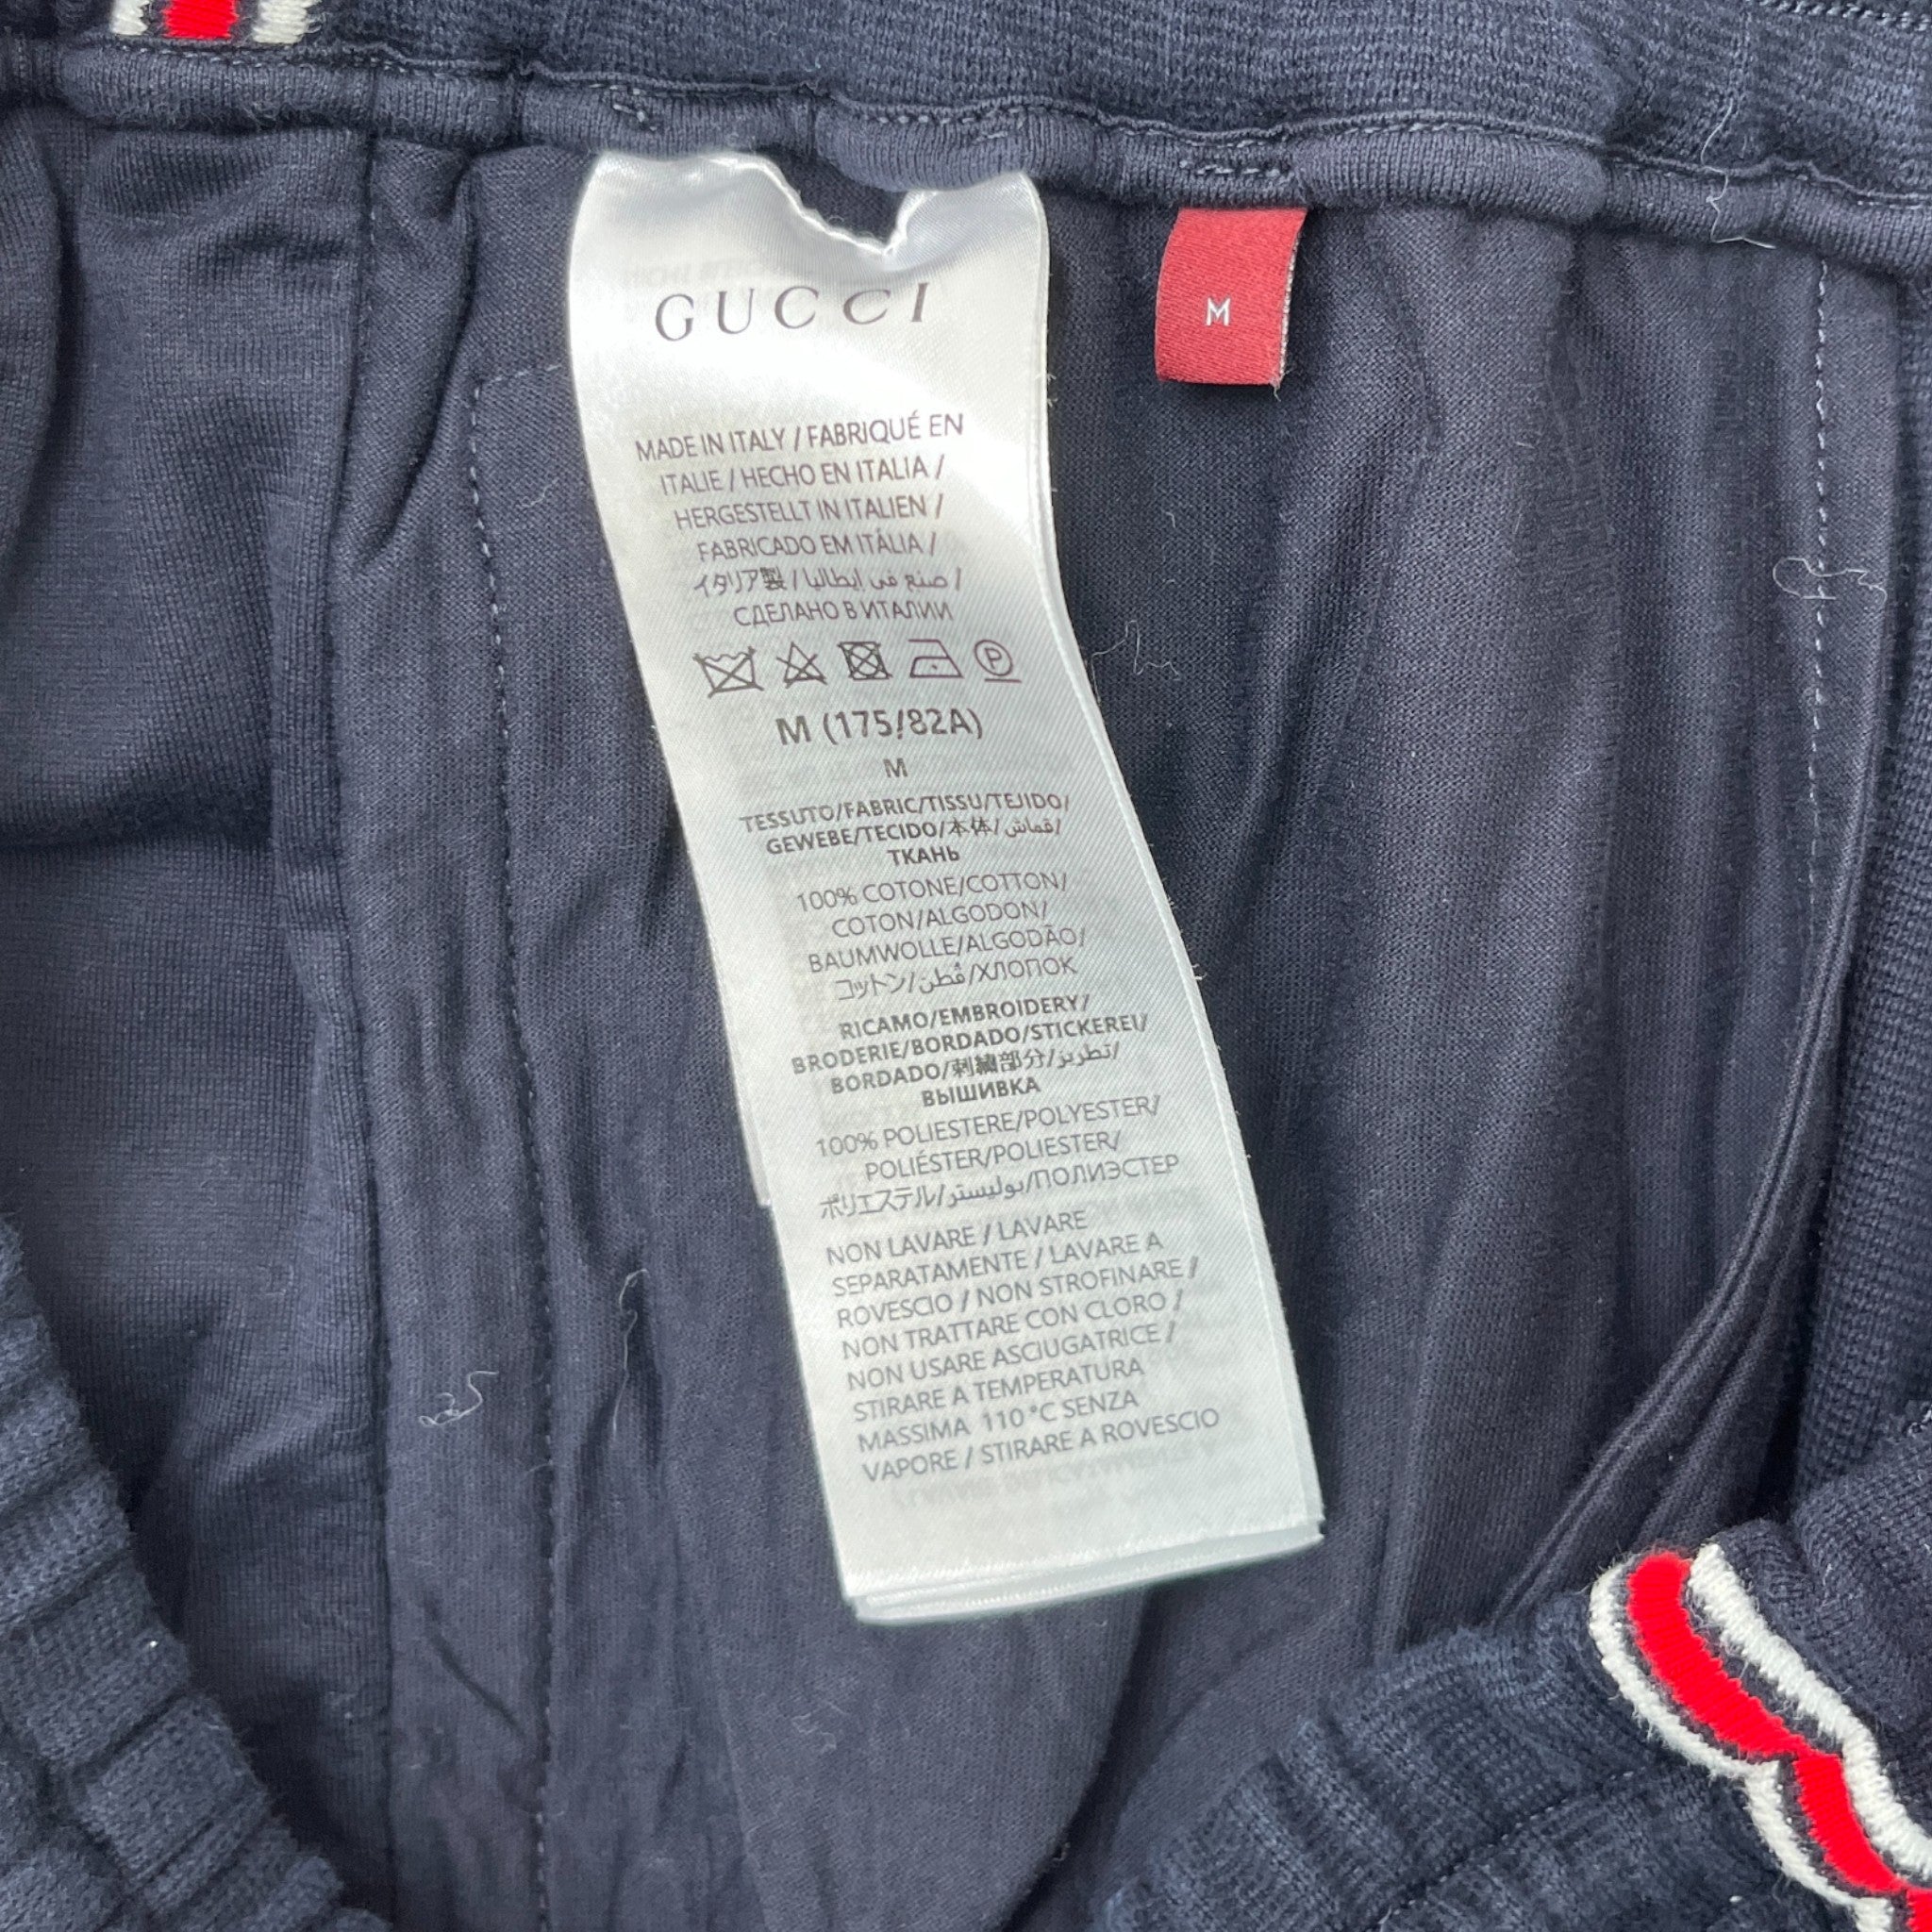 GUCCI
M
MADE IN ITALY / FABRIQUÉ EN
ITALIE / HECHO EN ITALIA /
HERGESTELLT IN ITALIEN /
FABRICADO EM ITÁLIA /
イタリア製 / صنع في إيطاليا /
СДЕЛАНО В ИТАЛИИ
P
M (175/82A)
M
TESSUTO/FABRIC/TISSU/TEJIDO/
GEWEBE/TECIDO/本体/قماش/
ТКАНЬ
100% COTONE/COTTON/
COTON/ALGODON/
BAUMWOLLE/ALGODÃO/
コットン/قُطن/ХЛОПОК
RICAMO/EMBROIDERY/
BRODERIE/BORDADO/STICKEREI/
BORDADO/刺繍部分/تطريز/
ВЫШИВКА
100% POLIESTERE/POLYESTER/
POLIÉSTER/POLIESTER/
ポリエステル/بوليستر/ПОЛИЭСТЕР
NON LAVARE / LAVARE
SEPARATAMENTE / LAVARE A
ROVESCIO / NON STROFINARE /
NON TRATTARE CON CLORO /
NON USARE ASCIUGATRICE /
STIRARE A TEMPERATURA
MASSIMA 110 °C SENZA
VAPORE / STIRARE A ROVESCIO